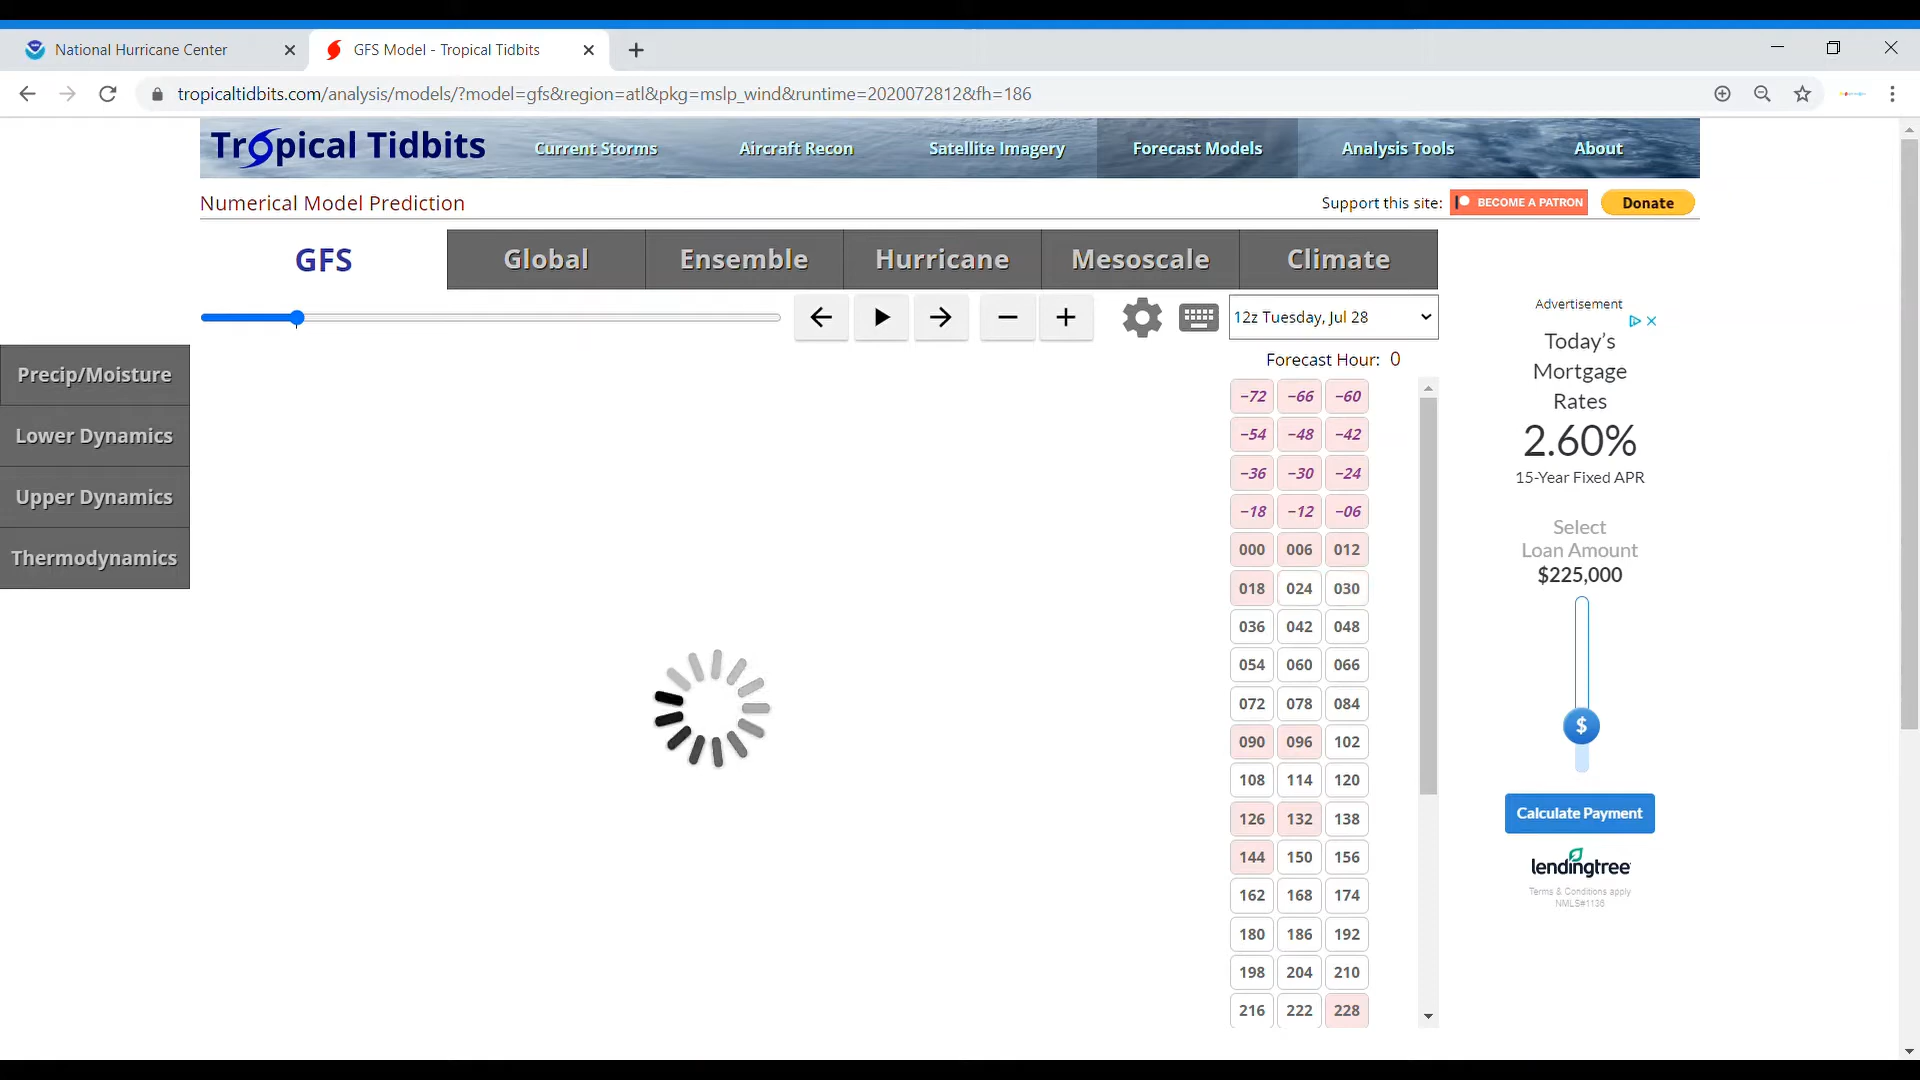 National Hurricane Center
GFS Model - Tropical Tidbits
tropicaltidbits.com/analysis/models/?model=gfs&region=atl&pkg=mslp_wind&runtime=2020072812&fh=186
Tropical Tidbits
Current Storms
Aircraft Recon
Satellite Imagery
Forecast Models
Analysis Tools
About
Numerical Model Prediction
Support this site:
BECOME A PATRON
Donate
GFS
Global
Ensemble
Hurricane
Mesoscale
Climate
12z Tuesday, Jul 28
Forecast Hour: 0
Precip/Moisture
Lower Dynamics
Upper Dynamics
Thermodynamics
−72 −66 −60
−54 −48 −42
−36 −30 −24
−18 −12 −06
000 006 012
018 024 030
036 042 048
054 060 066
072 078 084
090 096 102
108 114 120
126 132 138
144 150 156
162 168 174
180 186 192
198 204 210
216 222 228
Advertisement
Today's
Mortgage
Rates
2.60%
15-Year Fixed APR
Select
Loan Amount
$225,000
$
Calculate Payment
lendingtree
Terms & Conditions apply
NMLS#1136